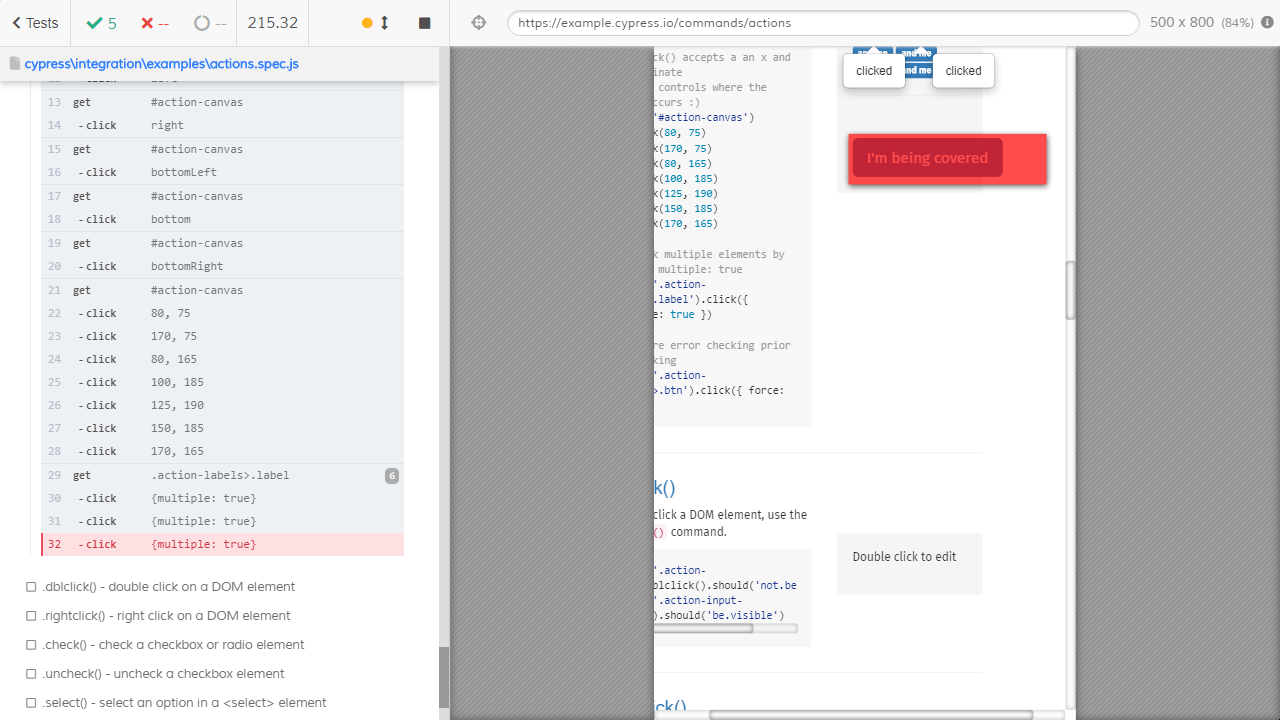 Tests
5
--
--
215.32
https://example.cypress.io/commands/actions
500 x 800 (84%)
cypress\integration\examples\actions.spec.js
13 get #action-canvas
14 - click right
15 get #action-canvas
16 - click bottomLeft
17 get #action-canvas
18 - click bottom
19 get #action-canvas
20 - click bottomRight
21 get #action-canvas
22 - click 80, 75
23 - click 170, 75
24 - click 80, 165
25 - click 100, 185
26 - click 125, 190
27 - click 150, 185
28 - click 170, 165
29 get .action-labels>.label 6
30 - click {multiple: true}
31 - click {multiple: true}
32 - click {multiple: true}
.dblclick() - double click on a DOM element
.rightclick() - right click on a DOM element
.check() - check a checkbox or radio element
.uncheck() - uncheck a checkbox element
.select() - select an option in a <select> element
ck() accepts a an x and
inate
controls where the
ccurs :)
'#action-canvas')
k(80, 75)
k(170, 75)
k(80, 165)
k(100, 185)
k(125, 190)
k(150, 185)
k(170, 165)
k multiple elements by
multiple: true
'.action-
.label').click({
e: true })
re error checking prior
king
'.action-
>.btn').click({ force:
k()
click a DOM element, use the
() command.
'.action-
blclick().should('not.be
'.action-input-
).should('be.visible')
ick()
and me
clicked
nd me
clicked
I'm being covered
Double click to edit